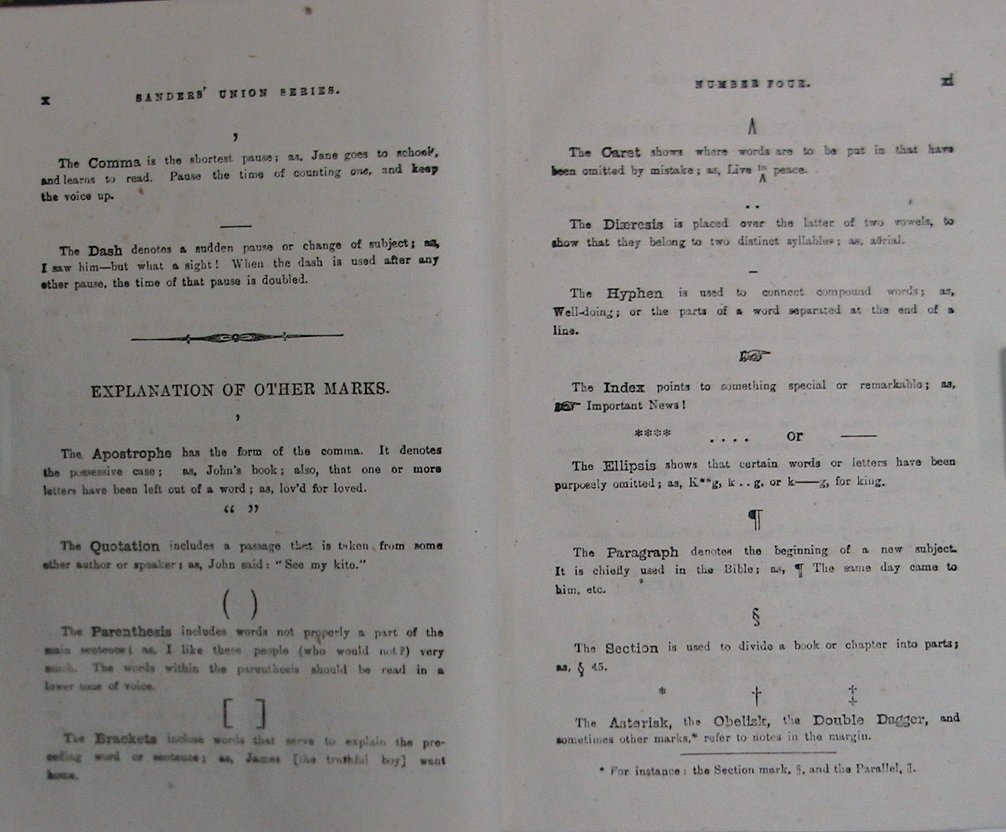 x SANDERS' UNION SERIES.
,
The Comma is the shortest pause; as, Jane goes to school,
and learns to read. Pause the time of counting one, and keep
the voice up.
—
The Dash denotes a sudden pause or change of subject; as,
I saw him—but what a sight! When the dash is used after any
other pause, the time of that pause is doubled.
EXPLANATION OF OTHER MARKS.
’
The Apostrophe has the form of the comma. It denotes
the possessive case; as, John's book; also, that one or more
letters have been left out of a word; as, lov'd for loved.
“ ”
The Quotation includes a passage that is taken from some
other author or speaker; as, John said: "See my kite."
( )
The Parenthesis includes words not properly a part of the
main sentence; as, I like these people (who would not?) very
much. The words within the parenthesis should be read in a
lower tone of voice.
[ ]
The Brackets inclose words that serve to explain the pre-
ceding word or sentence; as, James [the truthful boy] went
home.
NUMBER FOUR. xi
^
The Caret shows where words are to be put in that have
been omitted by mistake; as, Live in peace.
^
¨
The Diæresis is placed over the latter of two vowels, to
show that they belong to two distinct syllables; as, aërial.
-
The Hyphen is used to connect compound words; as,
Well-doing; or the parts of a word separated at the end of a
line.
☞
The Index points to something special or remarkable; as,
☞ Important News!
**** .... or ——
The Ellipsis shows that certain words or letters have been
purposely omitted; as, K**g, k..g, or k——g, for king.
¶
The Paragraph denotes the beginning of a new subject.
It is chiefly used in the Bible; as, ¶ The same day came to
him, etc.
§
The Section is used to divide a book or chapter into parts;
as, § 45.
* † ‡
The Asterisk, the Obelisk, the Double Dagger, and
sometimes other marks,* refer to notes in the margin.
* For instance: the Section mark, §, and the Parallel, ||.